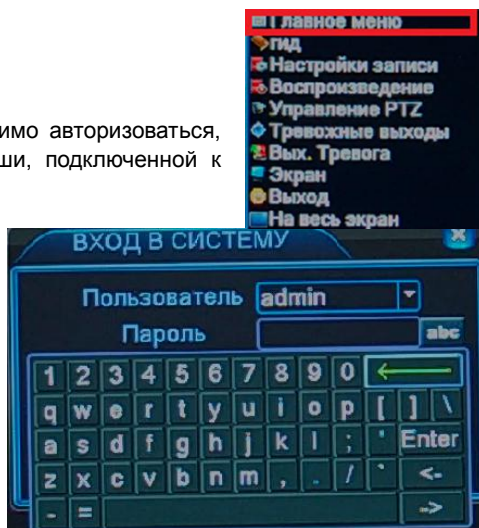 Главное меню
гид
Настройки записи
Воспроизведение
Управление PTZ
Тревожные выходы
Вых. Тревога
Экран
Выход
На весь экран
имо авторизоваться,
ши, подключенной к
ВХОД В СИСТЕМУ
Пользователь admin
Пароль abc
1 2 3 4 5 6 7 8 9 0
q w e r t y u i o p [ ] \
a s d f g h j k l ; ' Enter
z x c v b n m , . / ` <-
- = ->